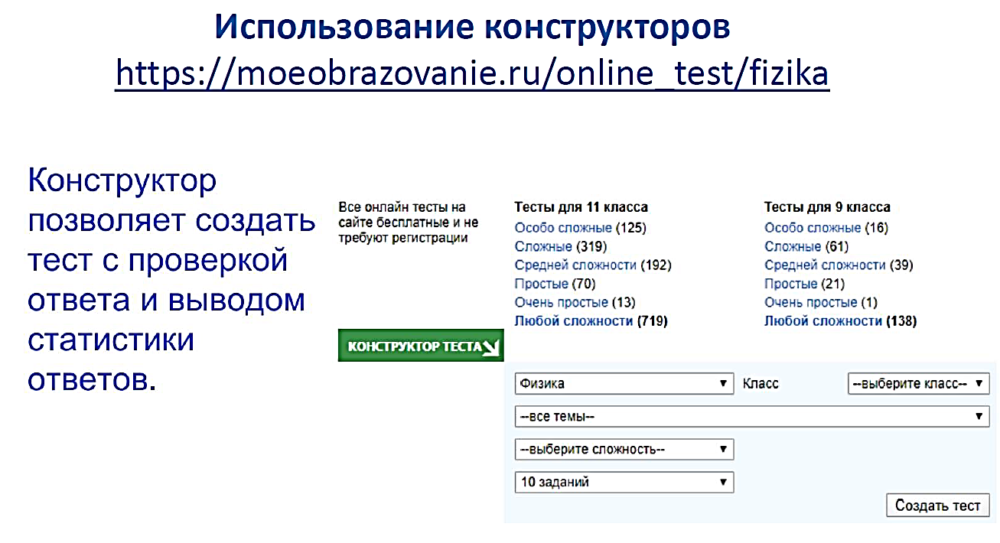 Использование конструкторов
https://moeobrazovanie.ru/online_test/fizika
Конструктор
позволяет создать
тест с проверкой
ответа и выводом
статистики
ответов.
Все онлайн тесты на
сайте бесплатные и не
требуют регистрации
КОНСТРУКТОР ТЕСТА
Тесты для 11 класса
Особо сложные (125)
Сложные (319)
Средней сложности (192)
Простые (70)
Очень простые (13)
Любой сложности (719)
Тесты для 9 класса
Особо сложные (16)
Сложные (61)
Средней сложности (39)
Простые (21)
Очень простые (1)
Любой сложности (138)
Физика Класс --выберите класс--
--все темы--
--выберите сложность--
10 заданий
Создать тест